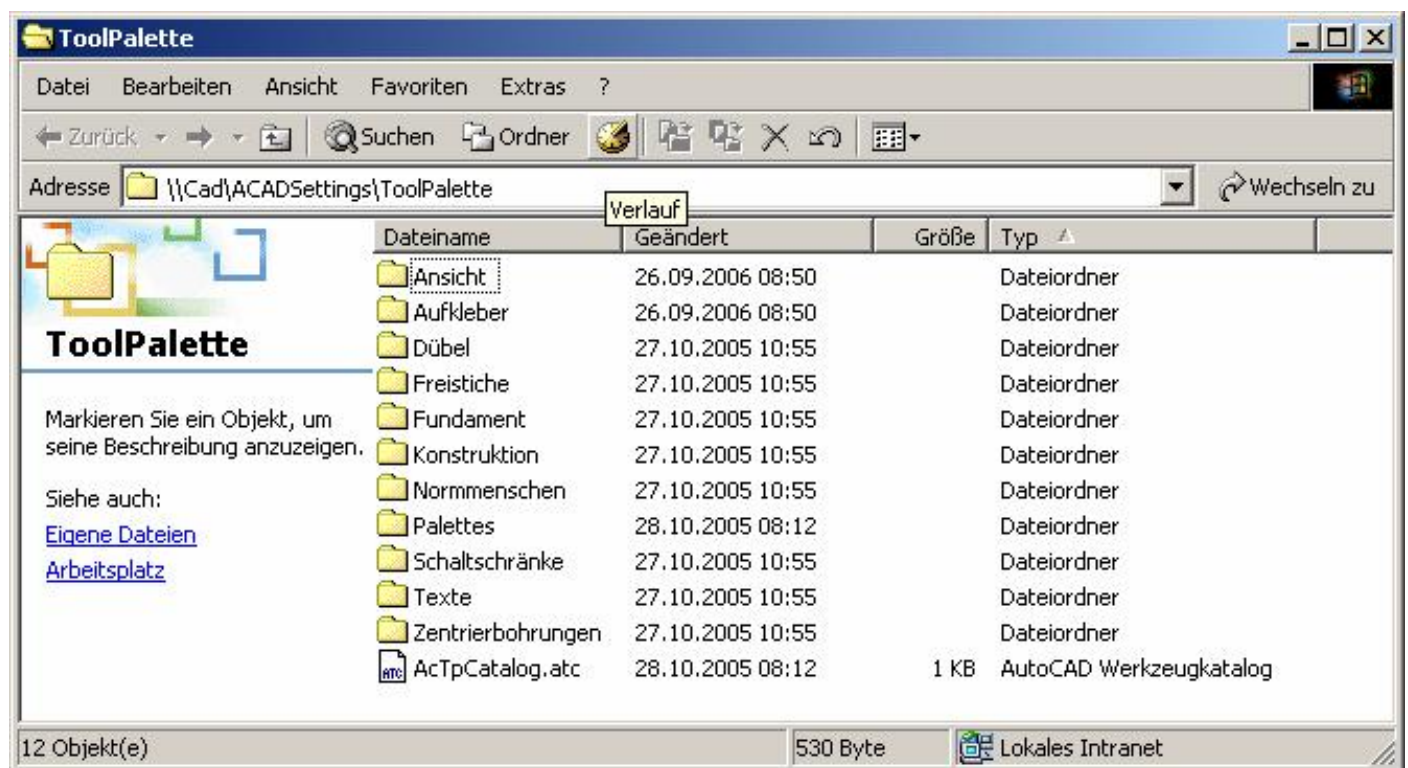 ToolPalette
Datei Bearbeiten Ansicht Favoriten Extras ?
Zurück Suchen Ordner
Adresse \\Cad\ACADSettings\ToolPalette Wechseln zu
Verlauf
Dateiname Geändert Größe Typ
Ansicht 26.09.2006 08:50 Dateiordner
Aufkleber 26.09.2006 08:50 Dateiordner
Dübel 27.10.2005 10:55 Dateiordner
Freistiche 27.10.2005 10:55 Dateiordner
Fundament 27.10.2005 10:55 Dateiordner
Konstruktion 27.10.2005 10:55 Dateiordner
Normmenschen 27.10.2005 10:55 Dateiordner
Palettes 28.10.2005 08:12 Dateiordner
Schaltschränke 27.10.2005 10:55 Dateiordner
Texte 27.10.2005 10:55 Dateiordner
Zentrierbohrungen 27.10.2005 10:55 Dateiordner
ATC AcTpCatalog.atc 28.10.2005 08:12 1 KB AutoCAD Werkzeugkatalog
ToolPalette
Markieren Sie ein Objekt, um
seine Beschreibung anzuzeigen.
Siehe auch:
Eigene Dateien
Arbeitsplatz
12 Objekt(e) 530 Byte Lokales Intranet